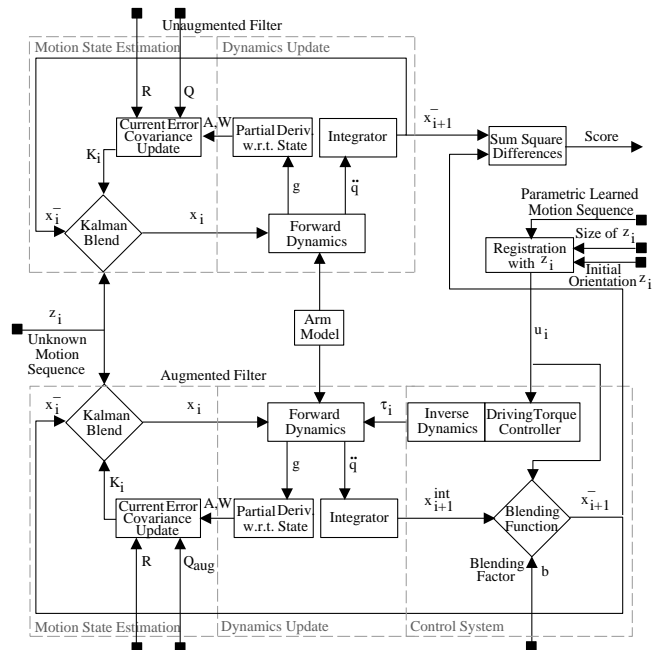 Unaugmented Filter
Motion State Estimation
Dynamics Update
R
Q
Current Error
Covariance
Update
A,W
Partial Deriv.
w.r.t. State
Integrator
x⁻ᵢ₊₁
Sum Square
Differences
Score
Kᵢ
g
q̈
x⁻ᵢ
Kalman
Blend
xᵢ
Forward
Dynamics
Parametric Learned
Motion Sequence
Size of zᵢ
Registration
with zᵢ
Initial
Orientation zᵢ
zᵢ
Unknown
Motion
Sequence
Arm
Model
uᵢ
Augmented Filter
x⁻ᵢ
Kalman
Blend
xᵢ
Forward
Dynamics
τᵢ
Inverse
Dynamics
Driving Torque
Controller
Kᵢ
g
q̈
Current Error
Covariance
Update
A,W
Partial Deriv.
w.r.t. State
Integrator
xⁱⁿᵗᵢ₊₁
Blending
Function
x⁻ᵢ₊₁
R
Qaug
Blending
Factor
b
Motion State Estimation
Dynamics Update
Control System